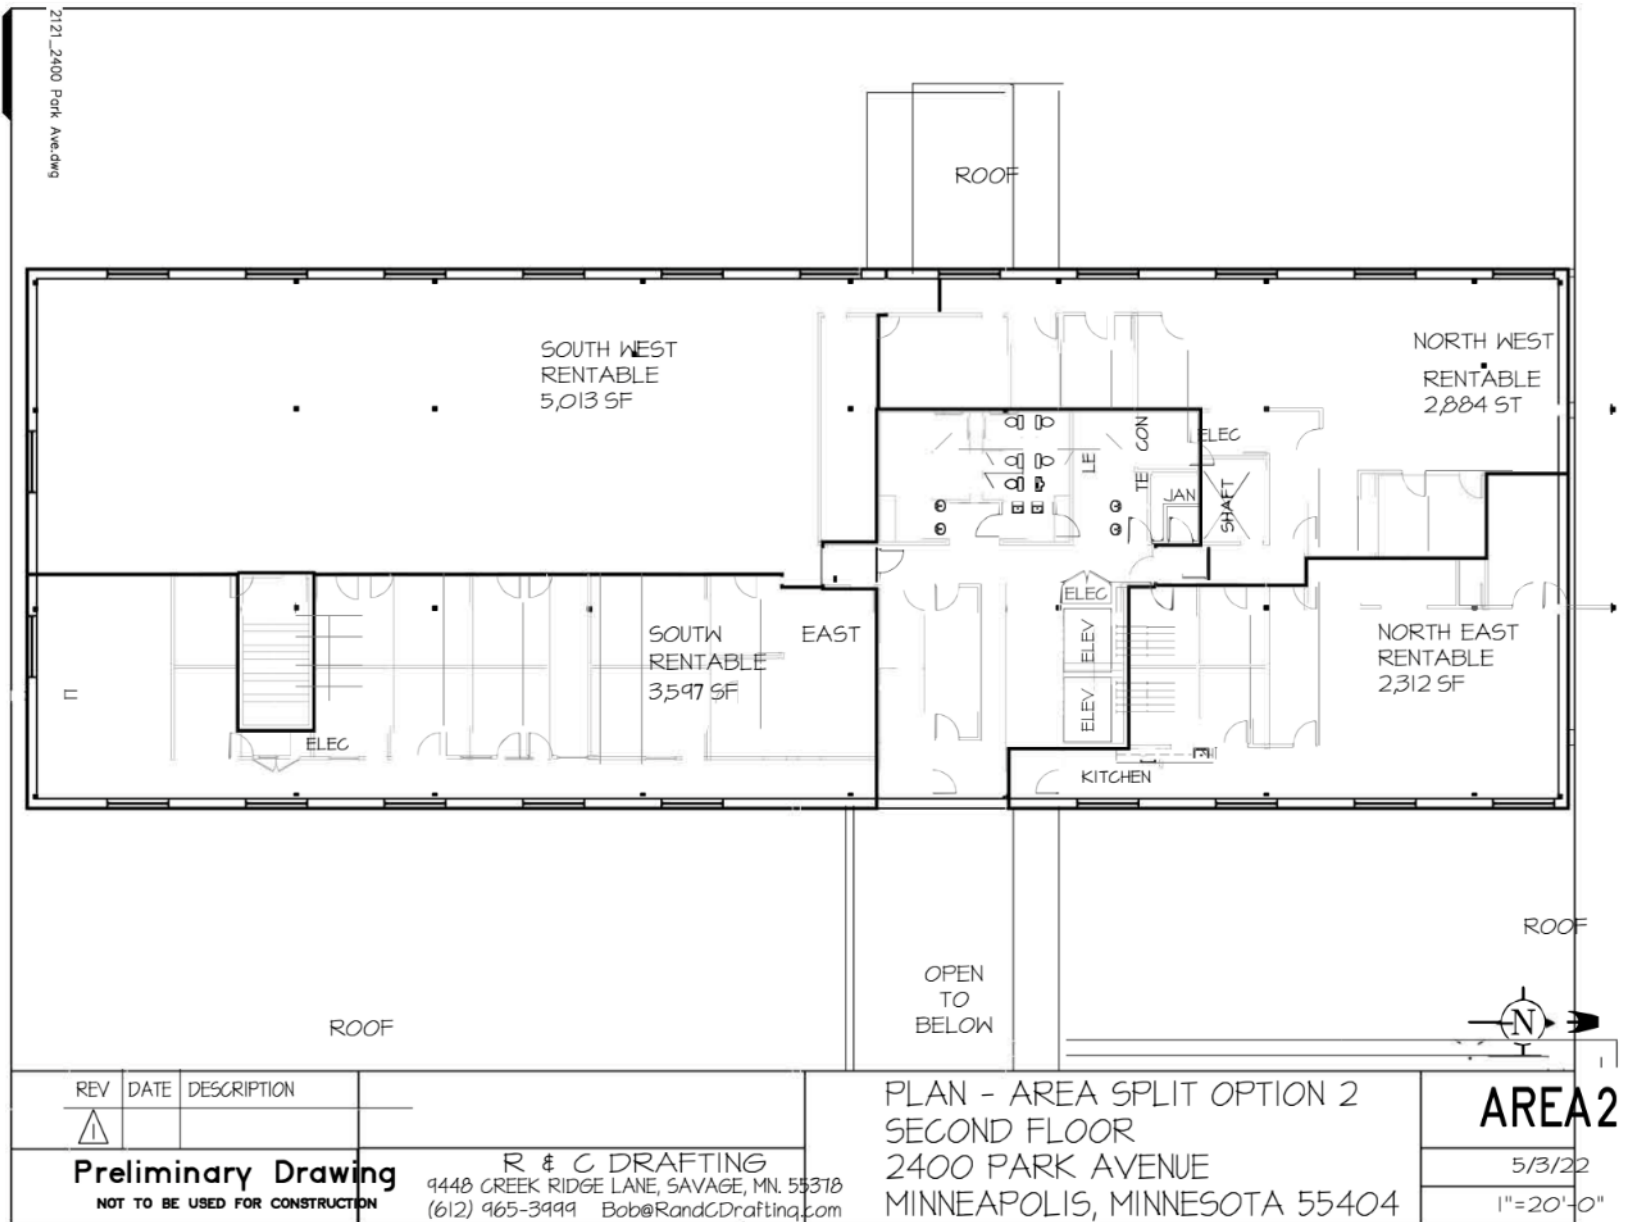 2121_2400 Park Ave.dwg
ROOF
SOUTH WEST
RENTABLE
5,013 SF
NORTH WEST
RENTABLE
2,884 ST
ELEC
CON
LE
TE
JAN
SHAFT
ELEC
ELEV
ELEV
SOUTW EAST
RENTABLE
3,597 SF
NORTH EAST
RENTABLE
2,312 SF
ELEC
KITCHEN
ROOF
OPEN
TO
BELOW
ROOF
N
REV DATE DESCRIPTION
1
Preliminary Drawing
NOT TO BE USED FOR CONSTRUCTION
R & C DRAFTING
9448 CREEK RIDGE LANE, SAVAGE, MN. 55378
(612) 965-3999 Bob@RandCDrafting.com
PLAN - AREA SPLIT OPTION 2
SECOND FLOOR
2400 PARK AVENUE
MINNEAPOLIS, MINNESOTA 55404
AREA2
5/3/22
1"=20'-0"